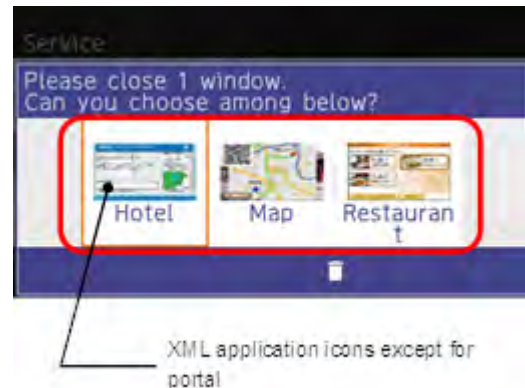 Service
Please close 1 window.
Can you choose among below?
Hotel
Map
Restauran
t
XML application icons except for
portal